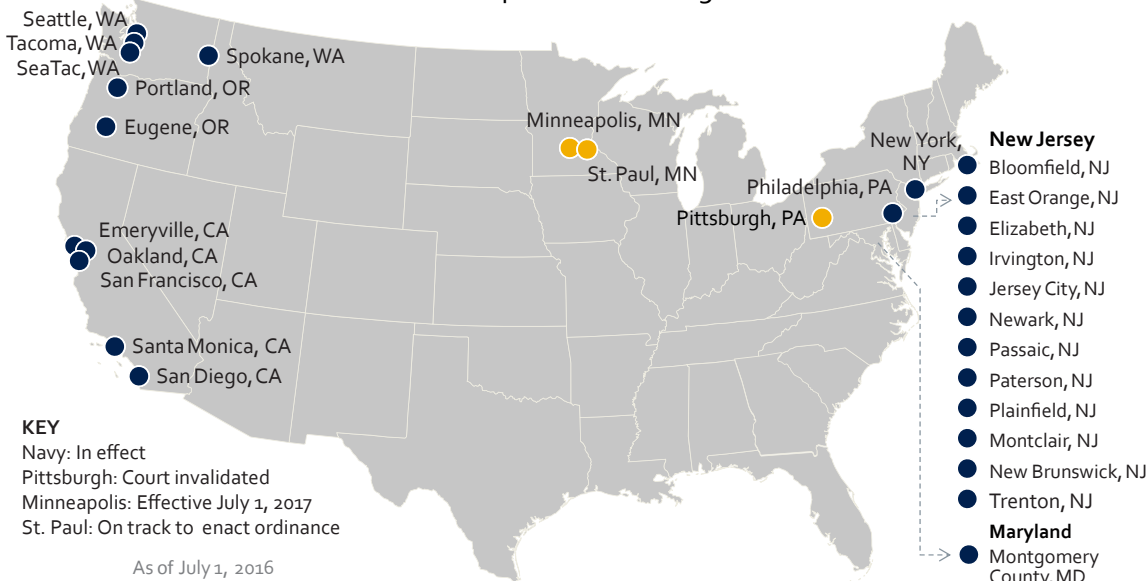 Seattle, WA
Tacoma, WA
SeaTac, WA
Spokane, WA
Portland, OR
Eugene, OR
Minneapolis, MN
St. Paul, MN
New York,
NY
Philadelphia, PA
Pittsburgh, PA
Emeryville, CA
Oakland, CA
San Francisco, CA
Santa Monica, CA
San Diego, CA
New Jersey
Bloomfield, NJ
East Orange, NJ
Elizabeth, NJ
Irvington, NJ
Jersey City, NJ
Newark, NJ
Passaic, NJ
Paterson, NJ
Plainfield, NJ
Montclair, NJ
New Brunswick, NJ
Trenton, NJ
Maryland
Montgomery
County, MD
KEY
Navy: In effect
Pittsburgh: Court invalidated
Minneapolis: Effective July 1, 2017
St. Paul: On track to enact ordinance
As of July 1, 2016